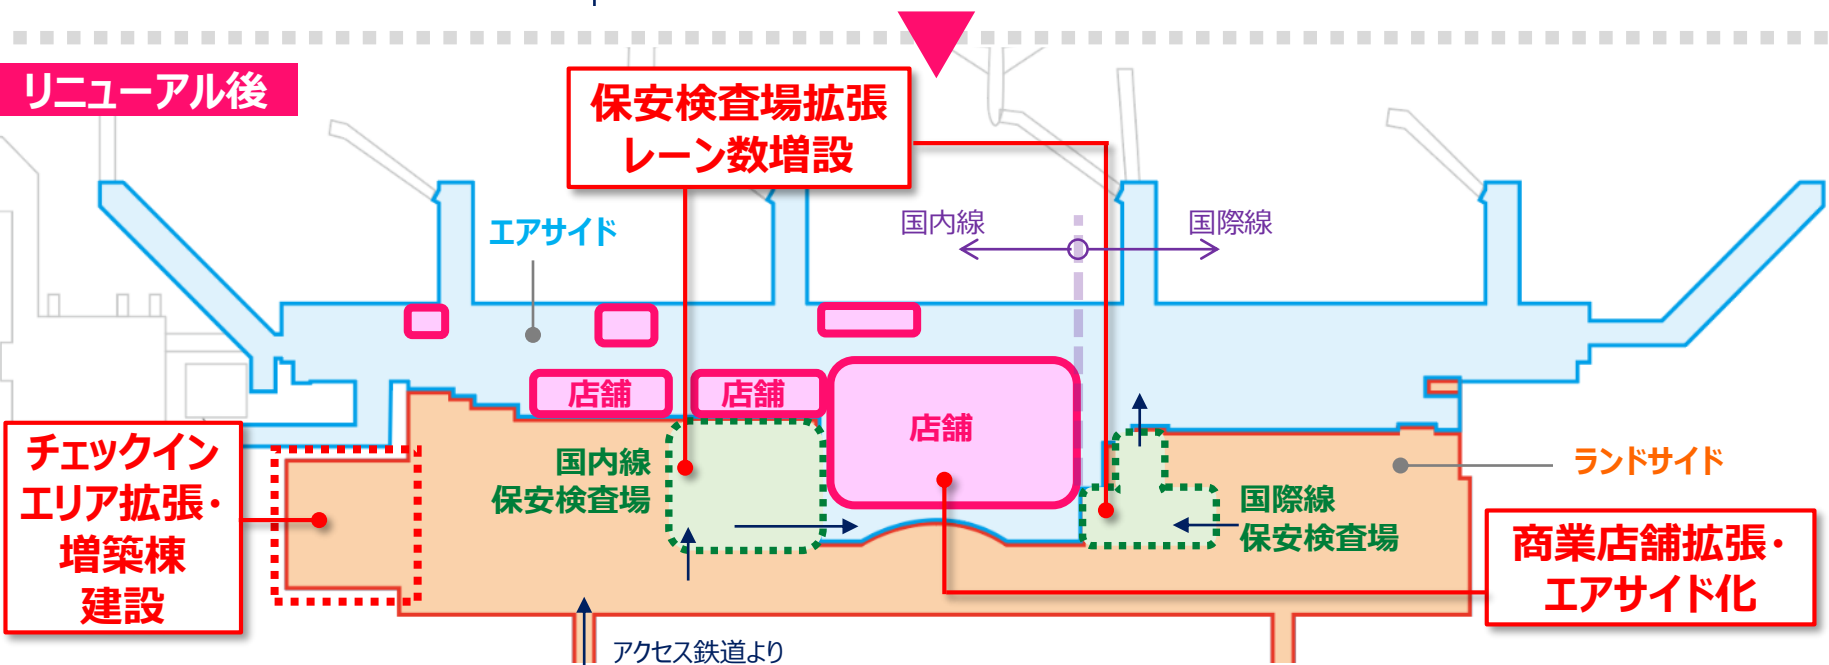 リニューアル後
保安検査場拡張
レーン数増設
エアサイド
国内線
国際線
店舗
店舗
店舗
チェックイン
エリア拡張・
増築棟
建設
国内線
保安検査場
国際線
保安検査場
ランドサイド
商業店舗拡張・
エアサイド化
アクセス鉄道より